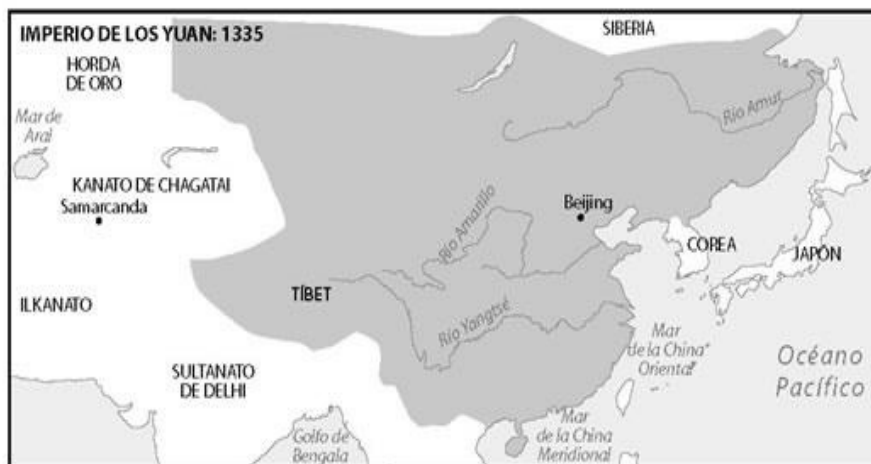 IMPERIO DE LOS YUAN: 1335
SIBERIA
HORDA
DE ORO
Mar de
Aral
Río Amur
KANATO DE CHAGATAI
Samarcanda
Beijing
Río Amarillo
COREA
JAPÓN
TÍBET
ILKANATO
Río Yangtsé
Mar
de la China
Oriental
Océano
Pacífico
SULTANATO
DE DELHI
Golfo de
Bengala
Mar
de la China
Meridional